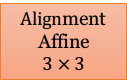 Alignment
Affine
3 × 3